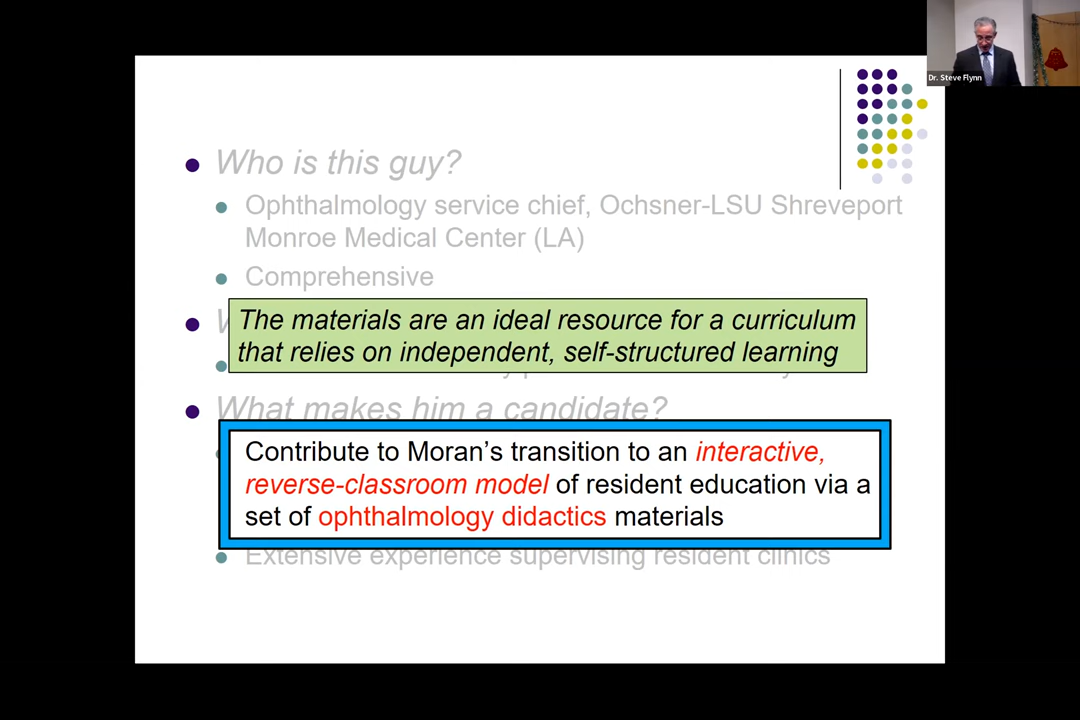 Dr. Steve Flynn
Who is this guy?
Ophthalmology service chief, Ochsner-LSU Shreveport
Monroe Medical Center (LA)
Comprehensive
The materials are an ideal resource for a curriculum
that relies on independent, self-structured learning
What makes him a candidate?
Contribute to Moran's transition to an interactive,
reverse-classroom model of resident education via a
set of ophthalmology didactics materials
Extensive experience supervising resident clinics